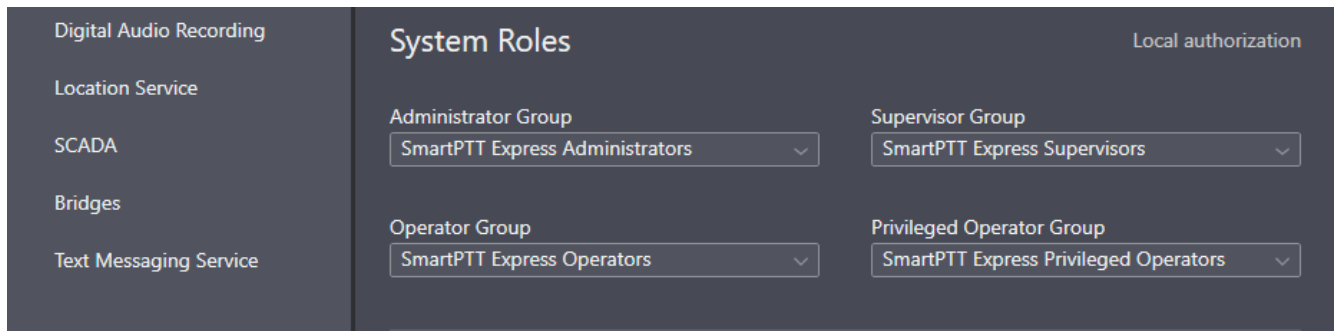 Digital Audio Recording
Location Service
SCADA
Bridges
Text Messaging Service
System Roles
Local authorization
Administrator Group
SmartPTT Express Administrators
Supervisor Group
SmartPTT Express Supervisors
Operator Group
SmartPTT Express Operators
Privileged Operator Group
SmartPTT Express Privileged Operators